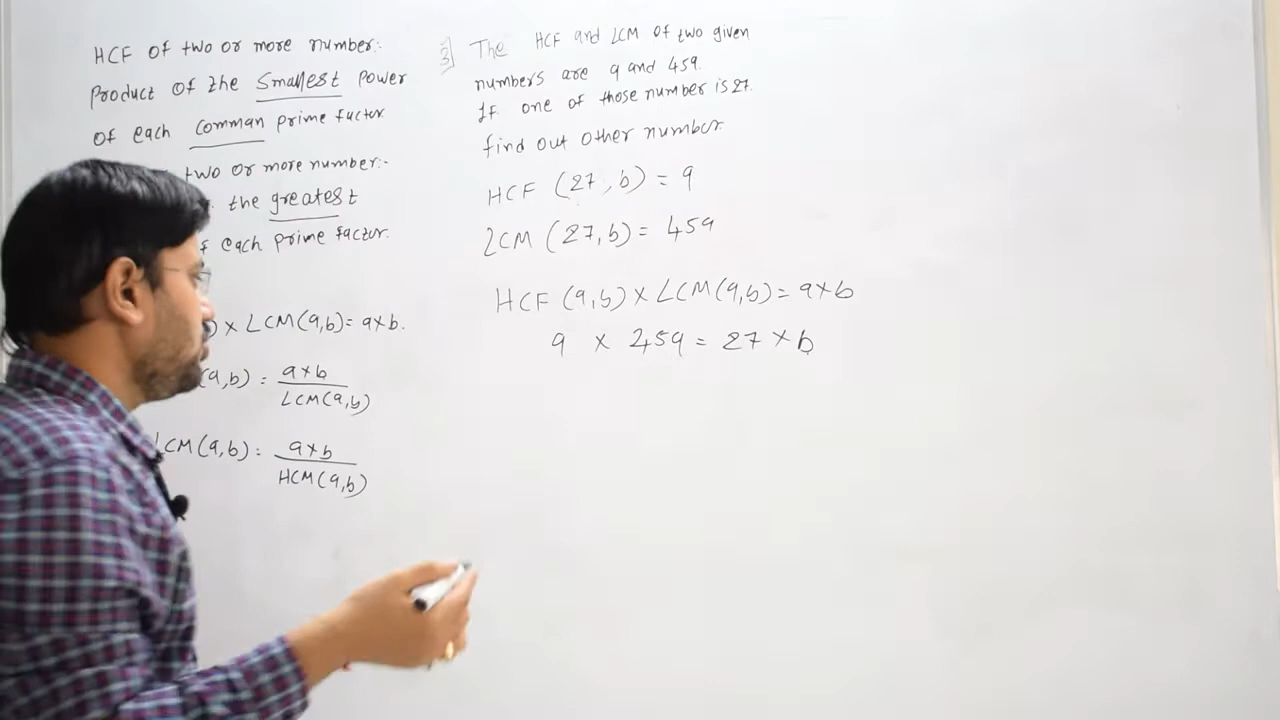 HCF of two or more number:-
Product of the Smallest Power
of each Comman prime factor
two or more number:-
the greatest
each prime factor.
) x LCM(a,b) = a x b.
(a,b) = a x b / LCM(a,b)
LCM(a,b) = a x b / HCM(a,b)
3] The HCF and LCM of two given
numbers are 9 and 459.
If one of those number is 27.
find out other number.
HCF (27, b) = 9
LCM (27, b) = 459
HCF (a,b) x LCM(a,b) = a x b
9 x 459 = 27 x b